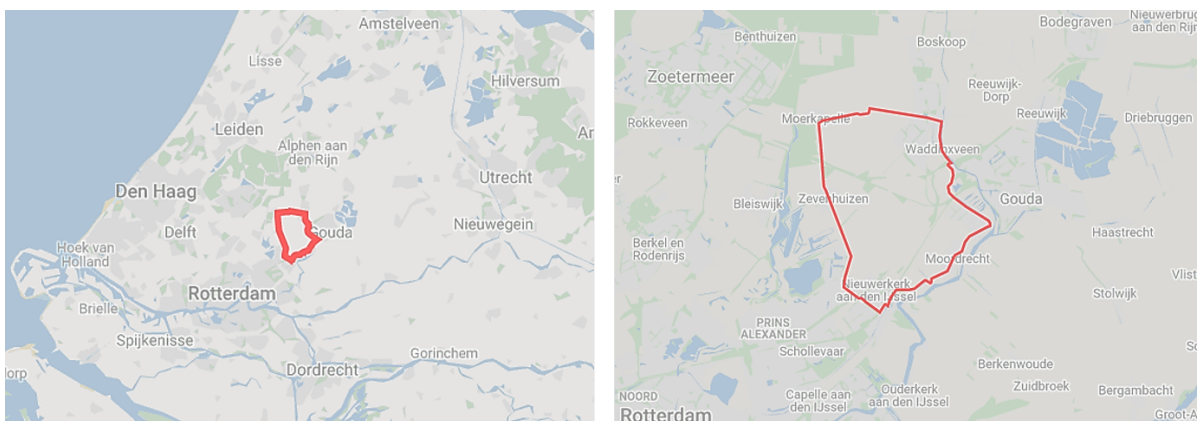 Amstelveen
Lisse
Hilversum
Leiden
Alphen aan
den Rijn
Utrecht
Den Haag
Nieuwegein
Delft
Gouda
Hoek van
Holland
Rotterdam
Brielle
Spijkenisse
Gorinchem
Dordrecht
orp
Ar
Bodegraven
Nieuwerbrug
aan den Rijn
Benthuizen
Boskoop
Zoetermeer
Reeuwijk-
Dorp
Reeuwijk
Driebruggen
Rokkeveen
Moerkapelle
Waddinxveen
Bleiswijk
Zevenhuizen
Gouda
Haastrecht
Berkel en
Rodenrijs
Moordrecht
Vlist
Nieuwerkerk
aan den IJssel
Stolwijk
PRINS
ALEXANDER
Schollevaar
Berkenwoude
Zuidbroek
Bergambacht
NOORD
Rotterdam
Capelle aan
den IJssel
Ouderkerk
aan den IJssel
Groot-A